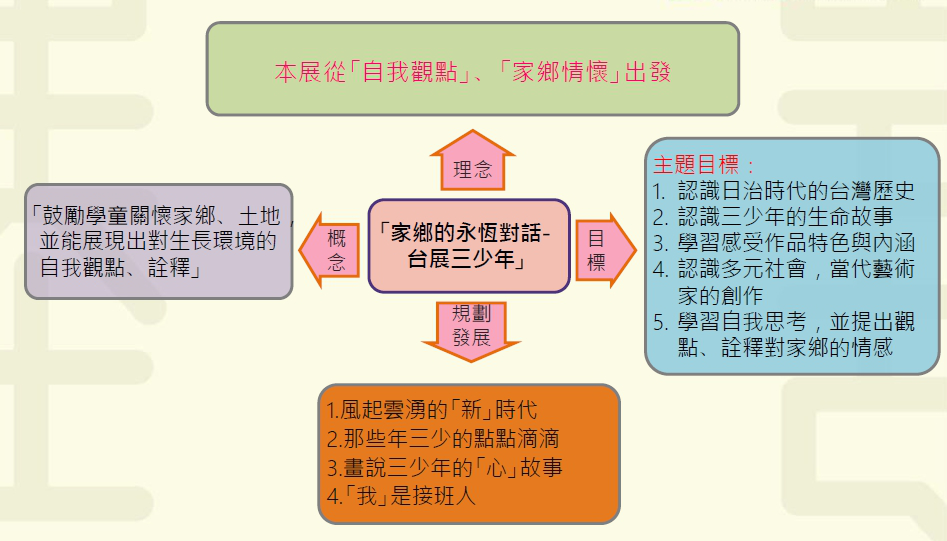 本展從「自我觀點」、「家鄉情懷」出發
理念
「鼓勵學童關懷家鄉、土地,
並能展現出對生長環境的
自我觀點、詮釋」
概
念
「家鄉的永恆對話-
台展三少年」
目
標
主題目標：
1. 認識日治時代的台灣歷史
2. 認識三少年的生命故事
3. 學習感受作品特色與內涵
4. 認識多元社會，當代藝術
家的創作
5. 學習自我思考，並提出觀
點、詮釋對家鄉的情感
規劃
發展
1.風起雲湧的「新」時代
2.那些年三少的點點滴滴
3.畫說三少年的「心」故事
4.「我」是接班人